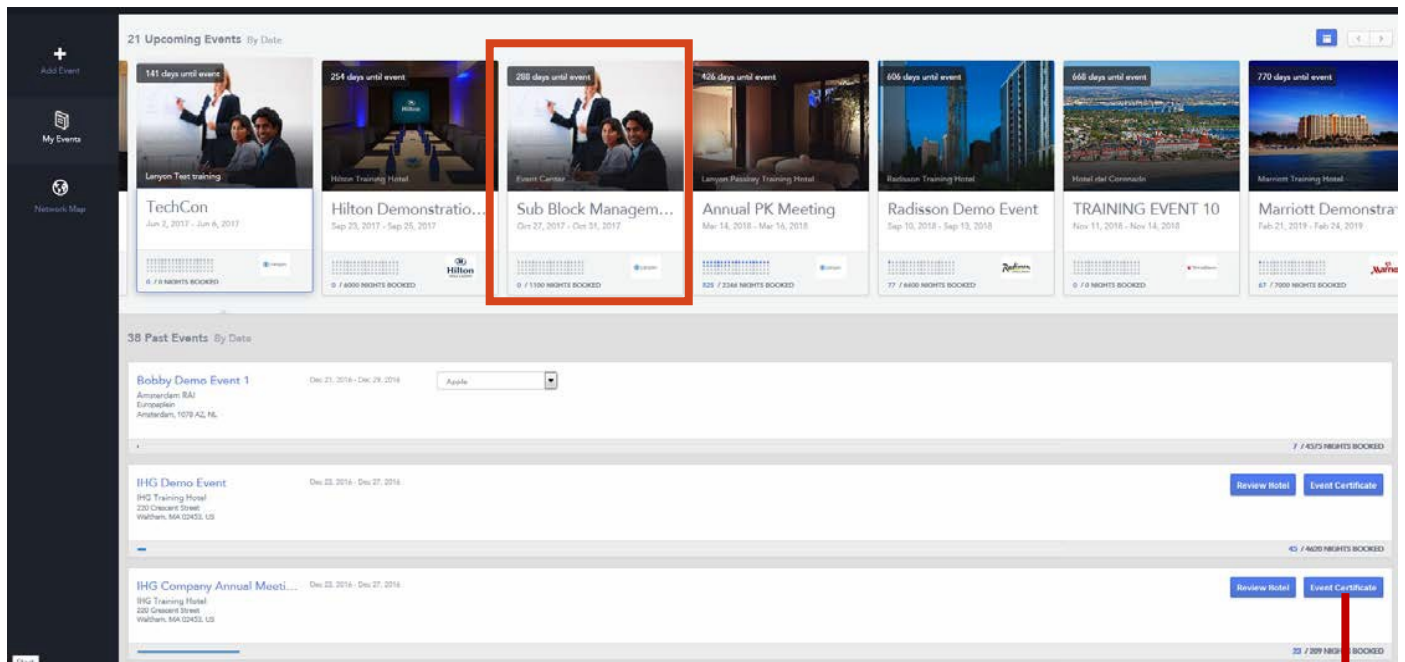 21 Upcoming Events By Date
Add Event
My Events
Network Map
141 days until event
Lanyon Test training
TechCon
Jun 2, 2017 - Jun 6, 2017
0 / 0 NIGHTS BOOKED
254 days until event
Hilton Training Hotel
Hilton Demonstratio...
Sep 23, 2017 - Sep 25, 2017
Hilton
0 / 6000 NIGHTS BOOKED
288 days until event
Event Center
Sub Block Managem...
Oct 27, 2017 - Oct 31, 2017
0 / 1100 NIGHTS BOOKED
426 days until event
Lanyon Passkey Training Hotel
Annual PK Meeting
Mar 14, 2018 - Mar 16, 2018
NIGHTS BOOKED
606 days until event
Radisson Training Hotel
Radisson Demo Event
Sep 10, 2018 - Sep 13, 2018
Radisson
77 / 6600 NIGHTS BOOKED
668 days until event
Hotel del Coronado
TRAINING EVENT 10
Nov 11, 2018 - Nov 14, 2018
0 / 0 NIGHTS BOOKED
770 days until event
Marriott Training Hotel
Marriott Demonstra
Feb 21, 2019 - Feb 24, 2019
67 / 7000 NIGHTS BOOKED
38 Past Events By Date
Bobby Demo Event 1
Dec 21, 2016 - Dec 29, 2016
Apple
Amsterdam RAI
Europaplein
Amsterdam, 1078 AZ, NL
7 / 4575 NIGHTS BOOKED
IHG Demo Event
Dec 22, 2016 - Dec 27, 2016
Review Hotel
Event Certificate
IHG Training Hotel
220 Crescent Street
Waltham, MA 02453, US
45 / 4620 NIGHTS BOOKED
IHG Company Annual Meeti...
Dec 22, 2016 - Dec 27, 2016
Review Hotel
Event Certificate
IHG Training Hotel
220 Crescent Street
Waltham, MA 02453, US
23 / 209 NIGHTS BOOKED